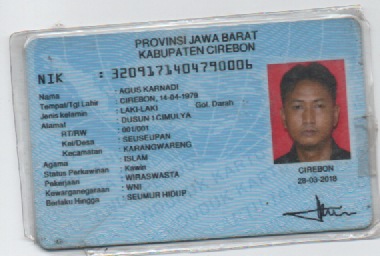 PROVINSI JAWA BARAT
KABUPATEN CIREBON
NIK : 3209171404790006
Nama : AGUS KARNADI
Tempat/Tgl Lahir : CIREBON, 14-04-1979
Jenis kelamin : LAKI-LAKI Gol. Darah
Alamat : DUSUN I CIMULYA
RT/RW : 001/001
Kel/Desa : SEUSEUPAN
Kecamatan : KARANGWARENG
Agama : ISLAM
Status Perkawinan : Kawin
Pekerjaan : WIRASWASTA
Kewarganegaraan : WNI
Berlaku Hingga : SEUMUR HIDUP
CIREBON
28-03-2018